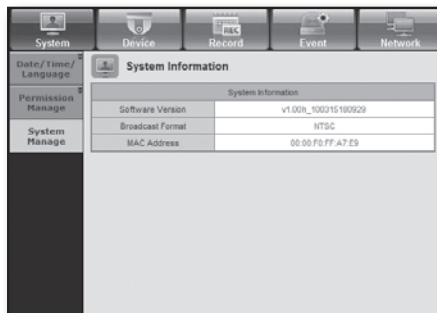 System Device Record Event Network
Date/Time/
Language
Permission
Manage
System
Manage
System Information
System Information
Software Version v1.00h_100315180929
Broadcast Format NTSC
MAC Address 00:00:F0:FF:A7:E9